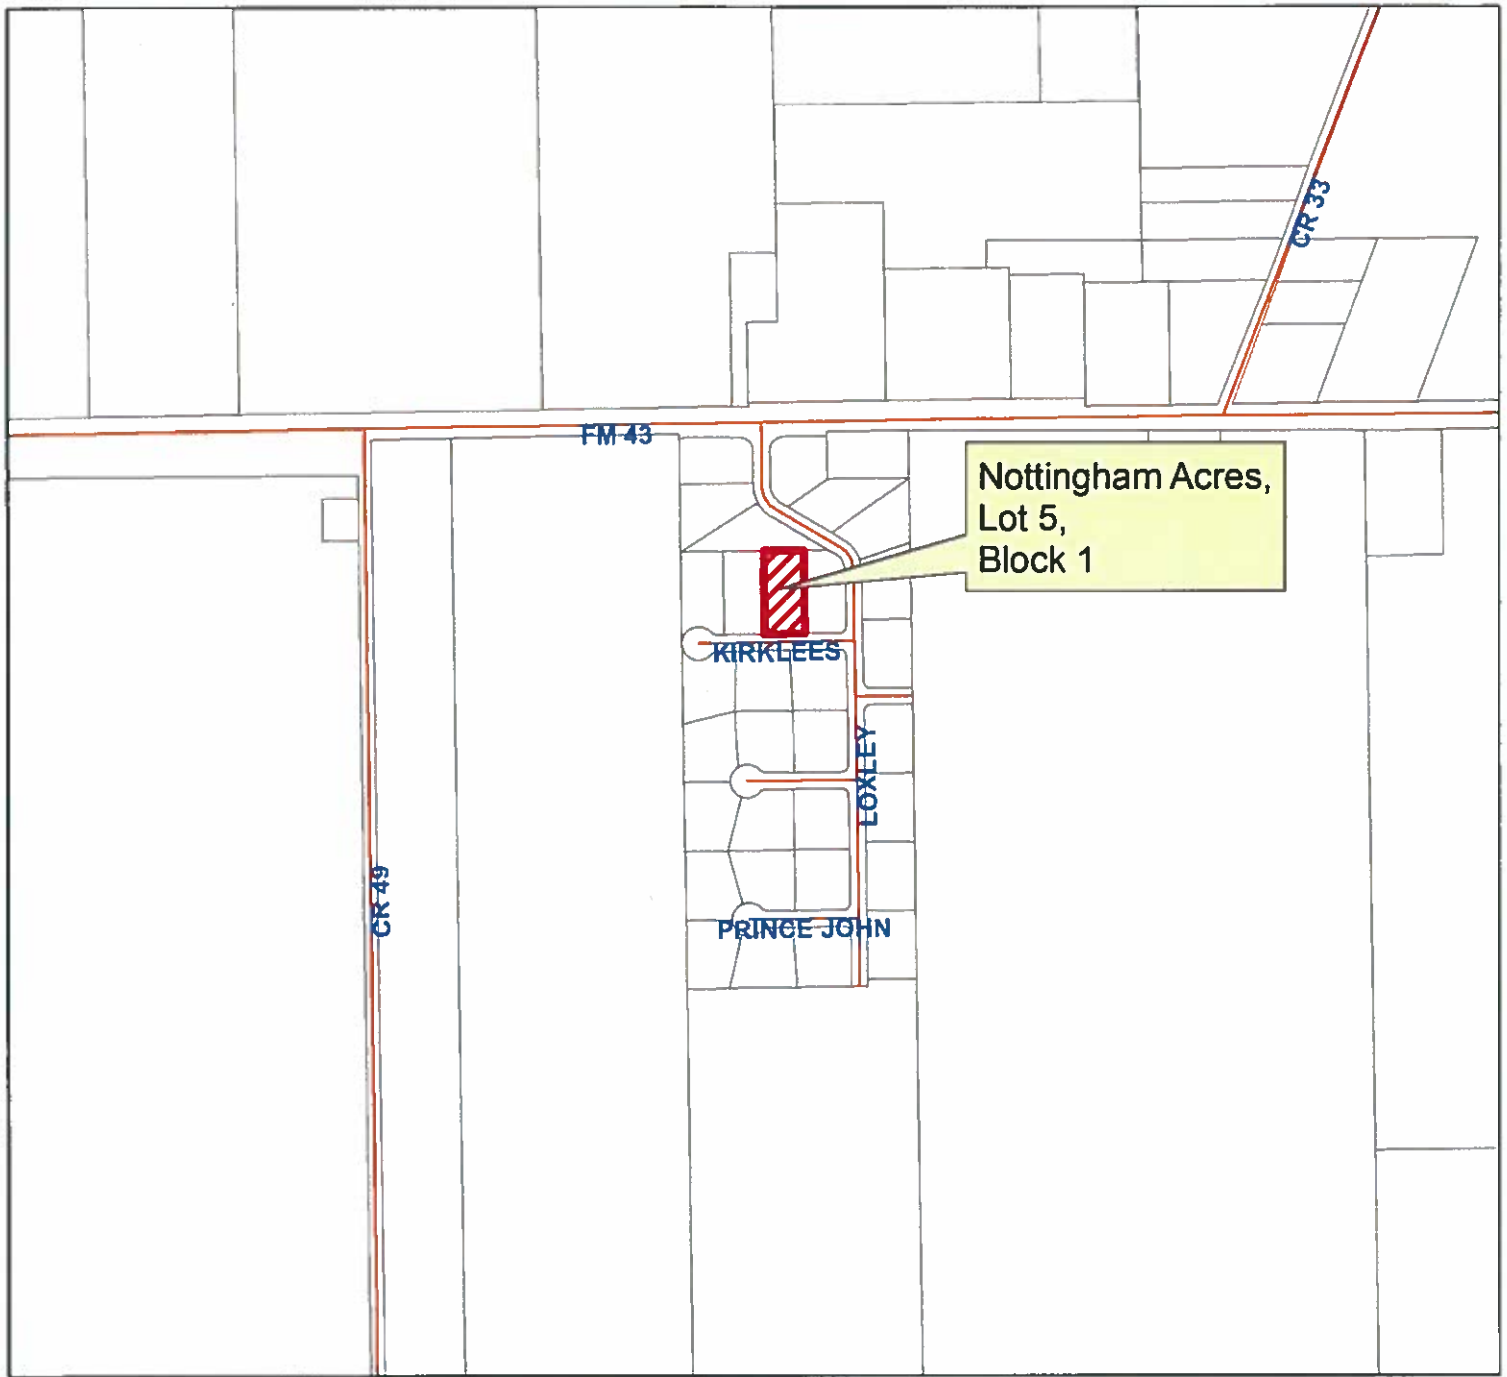 CR 33
FM 43
Nottingham Acres,
Lot 5,
Block 1
KIRKLEES
LOXLEY
CR 49
PRINCE JOHN